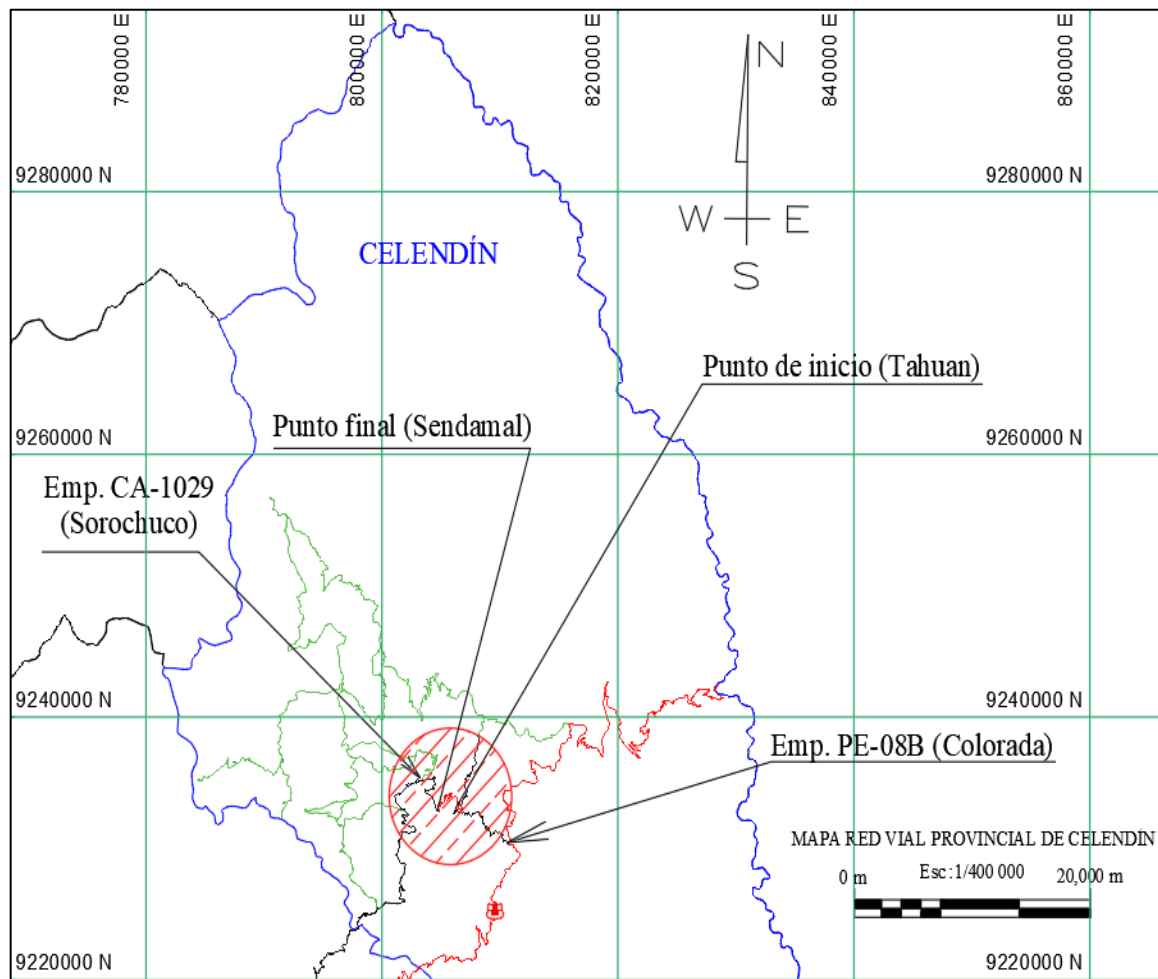 780000 E
800000 E
820000 E
840000 E
860000 E
N
W E
S
9280000 N
9280000 N
CELENDÍN
Punto de inicio (Tahuan)
Punto final (Sendamal)
9260000 N
9260000 N
Emp. CA-1029
(Sorochuco)
9240000 N
9240000 N
Emp. PE-08B (Colorada)
MAPA RED VIAL PROVINCIAL DE CELENDÍN
Esc:1/400 000
0 m
20,000 m
9220000 N
9220000 N